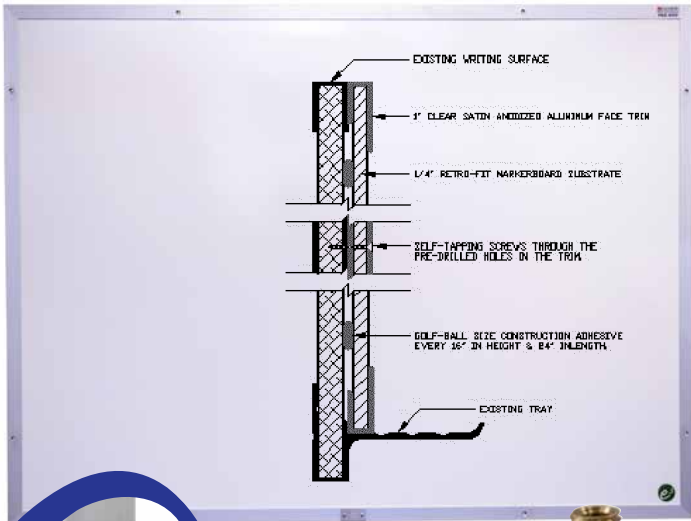 EXISTING WRITING SURFACE
1" CLEAR SATIN ANODIZED ALUMINUM FACE TRIM
1/4" RETRO-FIT MARKERBOARD SUBSTRATE
SELF-TAPPING SCREWS THROUGH THE
PRE-DRILLED HOLES IN THE TRIM.
GOLF-BALL SIZE CONSTRUCTION ADHESIVE
EVERY 16" IN HEIGHT & 24" INLENGTH.
EXISTING TRAY